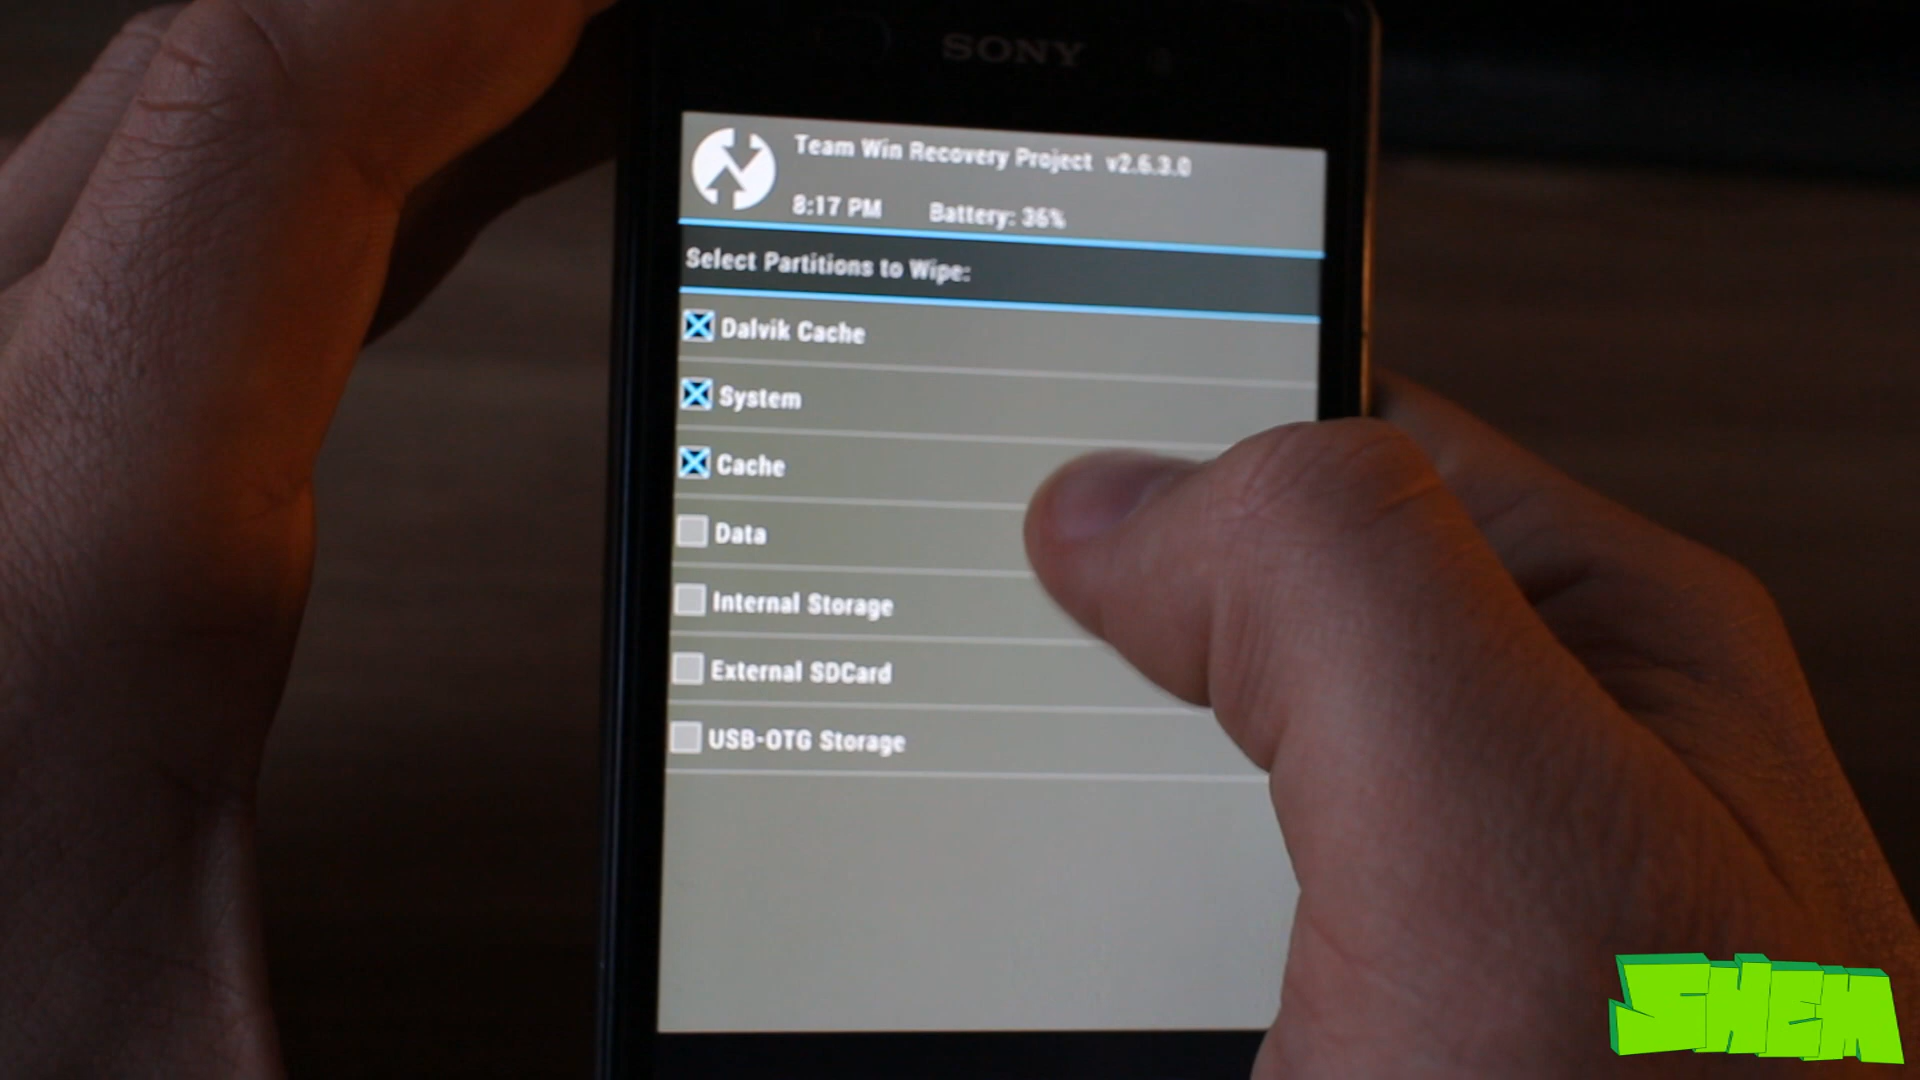 SONY
Team Win Recovery Project v2.6.3.0
8:17 PM Battery: 36%
Select Partitions to Wipe:
Dalvik Cache
System
Cache
Data
Internal Storage
External SDCard
USB-OTG Storage